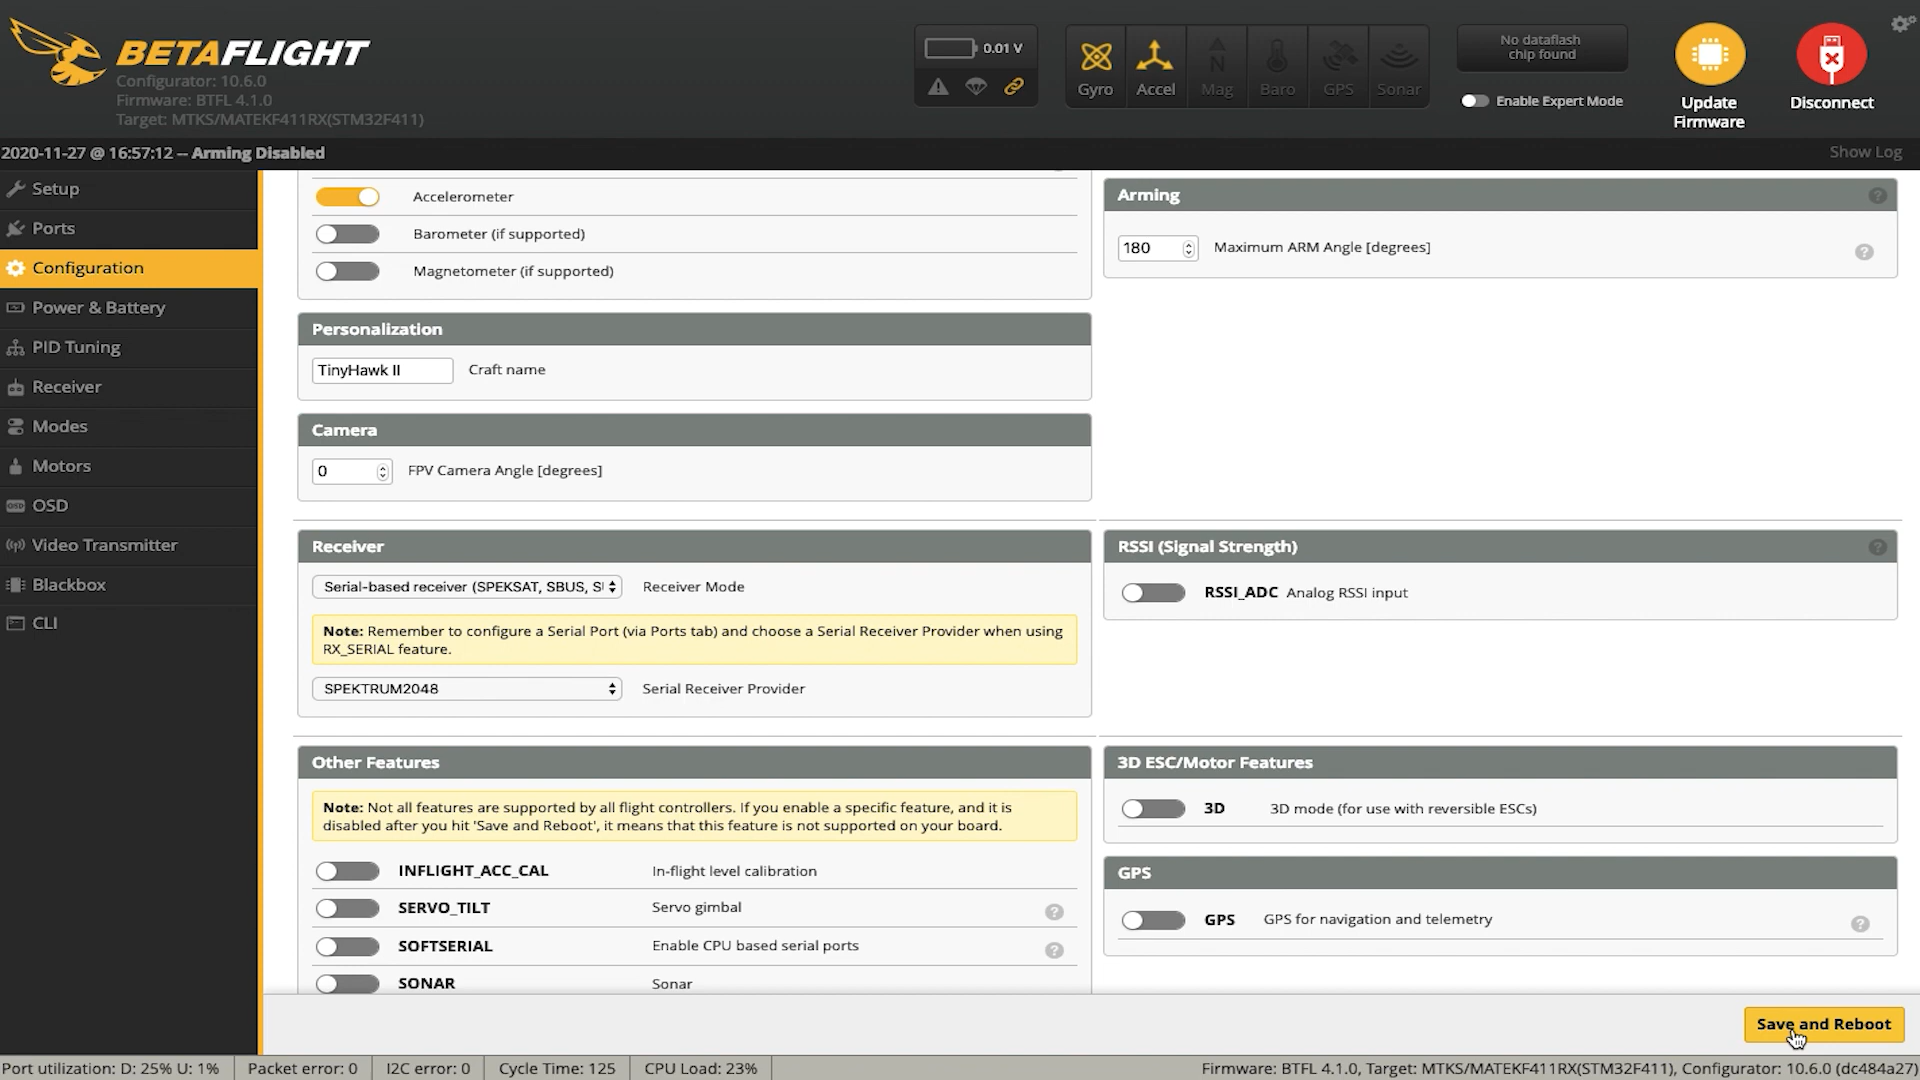 BETAFLIGHT
Configurator: 10.6.0
Firmware: BTFL 4.1.0
Target: MTKS/MATEKF411RX(STM32F411)
0.01 V
Gyro
Accel
Mag
Baro
GPS
Sonar
No dataflash
chip found
Enable Expert Mode
Update
Firmware
Disconnect
2020-11-27 @ 16:57:12 -- Arming Disabled
Show Log
Setup
Ports
Configuration
Power & Battery
PID Tuning
Receiver
Modes
Motors
OSD
Video Transmitter
Blackbox
CLI
Accelerometer
Barometer (if supported)
Magnetometer (if supported)
Arming
180 Maximum ARM Angle [degrees]
Personalization
TinyHawk II Craft name
Camera
0 FPV Camera Angle [degrees]
Receiver
Serial-based receiver (SPEKSAT, SBUS, S Receiver Mode
Note: Remember to configure a Serial Port (via Ports tab) and choose a Serial Receiver Provider when using
RX_SERIAL feature.
SPEKTRUM2048 Serial Receiver Provider
RSSI (Signal Strength)
RSSI_ADC Analog RSSI input
Other Features
Note: Not all features are supported by all flight controllers. If you enable a specific feature, and it is
disabled after you hit 'Save and Reboot', it means that this feature is not supported on your board.
INFLIGHT_ACC_CAL In-flight level calibration
SERVO_TILT Servo gimbal
SOFTSERIAL Enable CPU based serial ports
SONAR Sonar
3D ESC/Motor Features
3D 3D mode (for use with reversible ESCs)
GPS
GPS GPS for navigation and telemetry
Save and Reboot
Port utilization: D: 25% U: 1%
Packet error: 0
I2C error: 0
Cycle Time: 125
CPU Load: 23%
Firmware: BTFL 4.1.0, Target: MTKS/MATEKF411RX(STM32F411), Configurator: 10.6.0 (dc484a27)